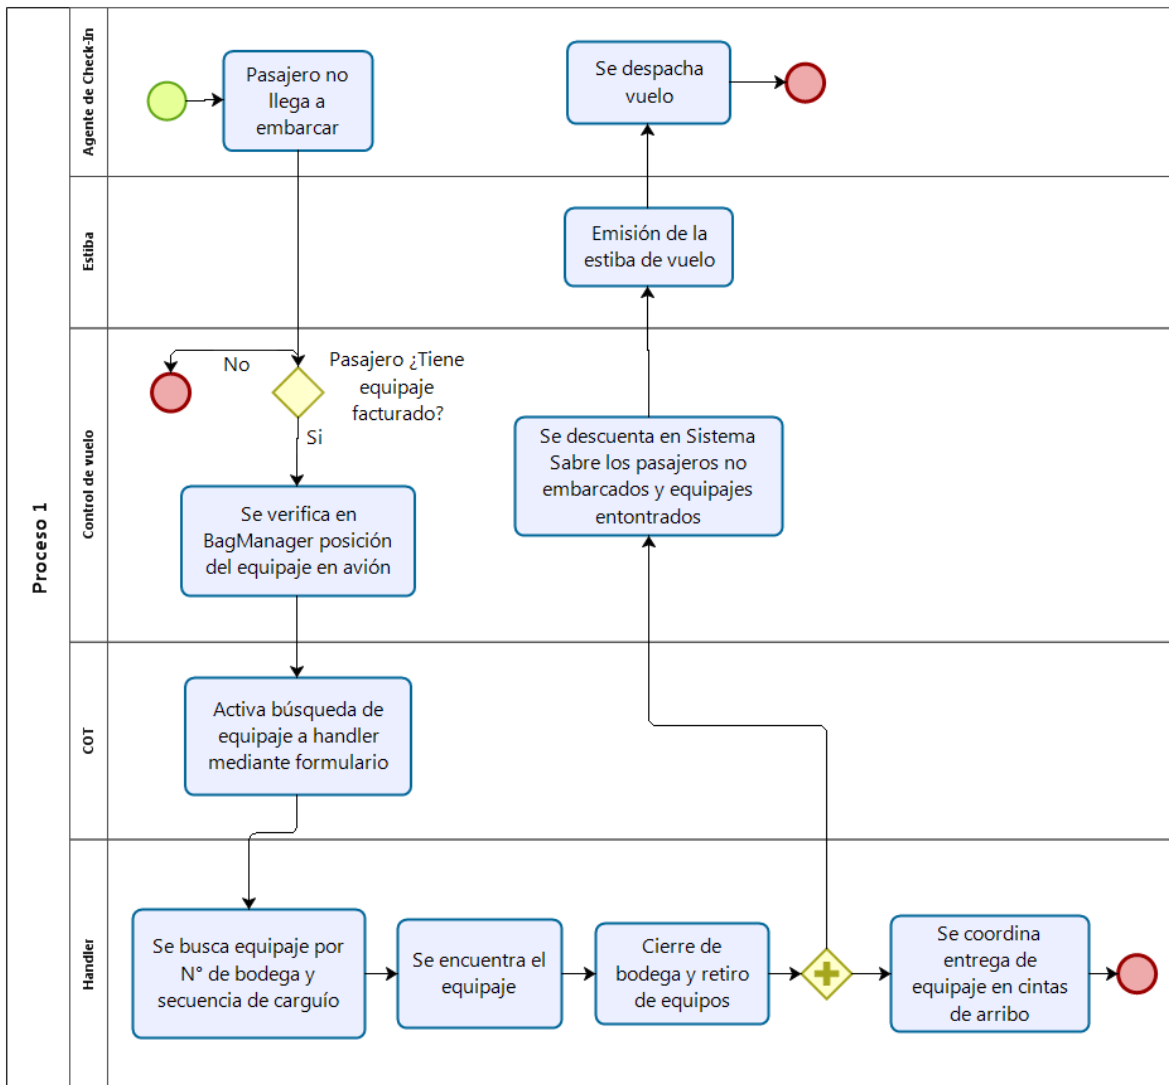 Proceso 1
Agente de Check-In
Pasajero no
llega a
embarcar
Se despacha
vuelo
Estiba
Emisión de la
estiba de vuelo
Control de vuelo
No
Pasajero ¿Tiene
equipaje
facturado?
Si
Se verifica en
BagManager posición
del equipaje en avión
Se descuenta en Sistema
Sabre los pasajeros no
embarcados y equipajes
entontrados
COT
Activa búsqueda de
equipaje a handler
mediante formulario
Handler
Se busca equipaje por
N° de bodega y
secuencia de carguío
Se encuentra el
equipaje
Cierre de
bodega y retiro
de equipos
Se coordina
entrega de
equipaje en cintas
de arribo